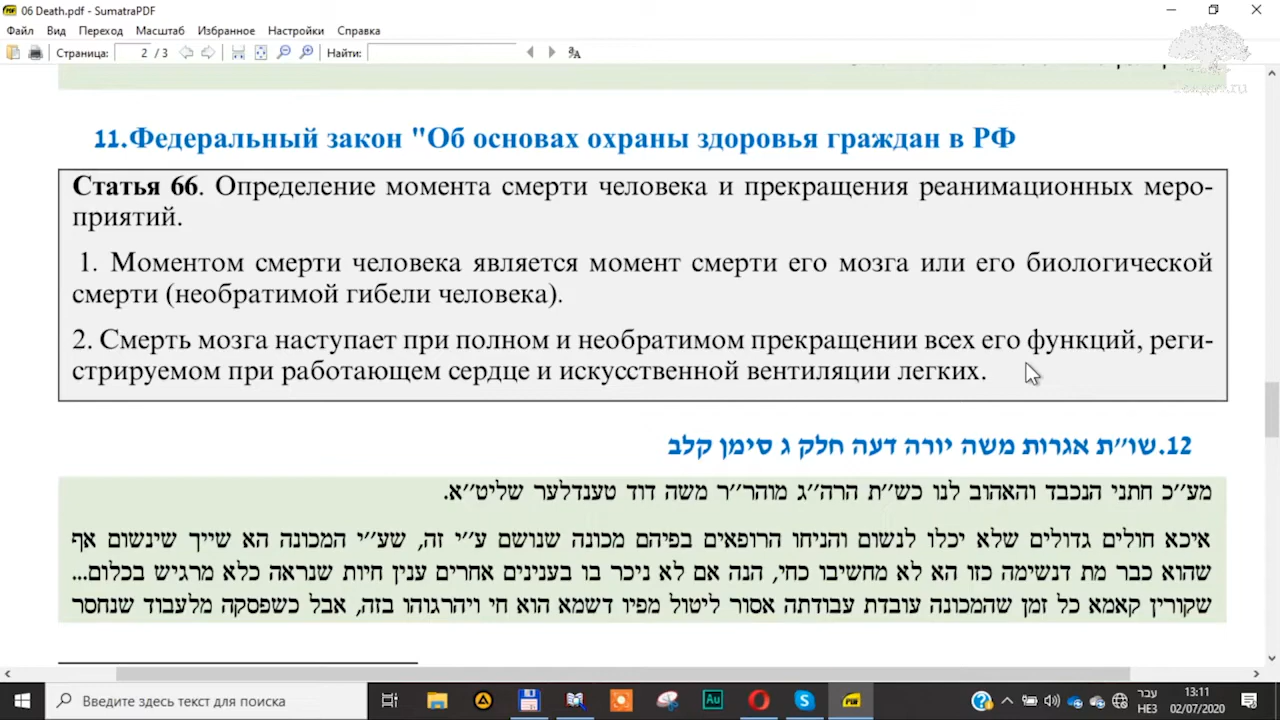 06 Death.pdf - SumatraPDF
Файл Вид Переход Масштаб Избранное Настройки Справка
Страница: 2 / 3 Найти:
11.Федеральный закон "Об основах охраны здоровья граждан в РФ
Статья 66. Определение момента смерти человека и прекращения реанимационных меро-
приятий.
1. Моментом смерти человека является момент смерти его мозга или его биологической
смерти (необратимой гибели человека).
2. Смерть мозга наступает при полном и необратимом прекращении всех его функций, реги-
стрируемом при работающем сердце и искусственной вентиляции легких.
12.שו״ת אגרות משה יורה דעה חלק ג סימן קלב
מע״כ חתני הנכבד והאהוב לנו כש״ת הרה״ג מוהר״ר משה דוד טענדלער שליט״א.
איכא חולים גדולים שלא יכלו לנשום והניחו הרופאים בפיהם מכונה שנושם ע״י זה, שע״י המכונה הא שייך שינשום אף
שהוא כבר מת דנשימה כזו הא לא מחשיבו כחי, הנה אם לא ניכר בו בענינים אחרים ענין חיות שנראה כלא מרגיש בכלום...
שקורין קאמא כל זמן שהמכונה עובדת עבודתה אסור ליטול מפיו דשמא הוא חי ויהרגוהו בזה, אבל כשפסקה מלעבוד שנחסר
Введите здесь текст для поиска
עבר 13:11
НЕЗ 02/07/2020